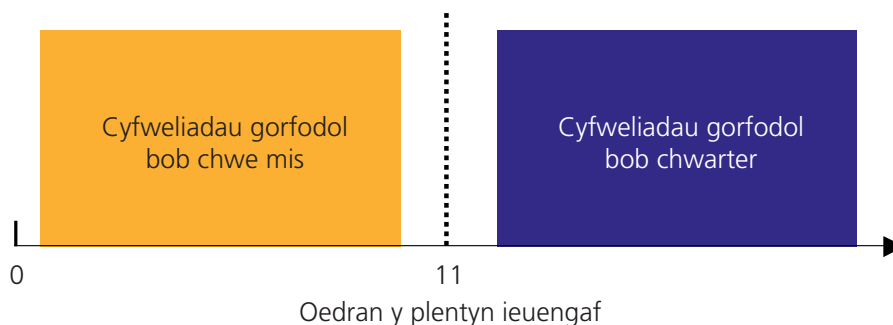 Cyfweliadau gorfodol
bob chwe mis
Cyfweliadau gorfodol
bob chwarter
0
11
Oedran y plentyn ieuengaf